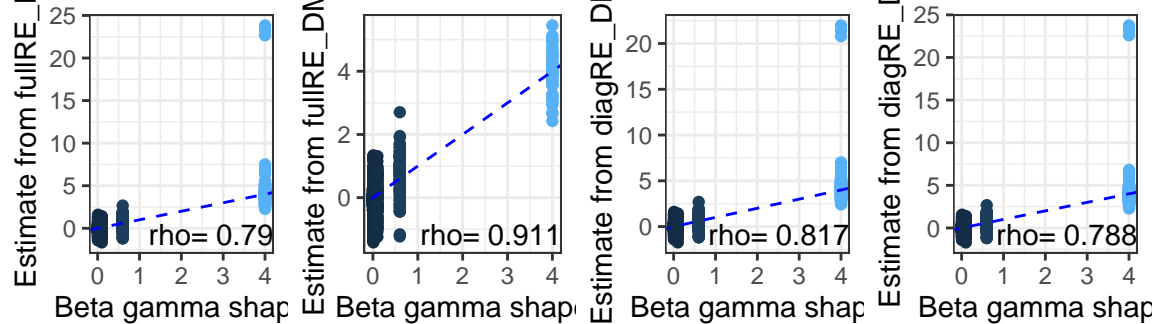 Estimate from fullRE_
25
20
15
10
5
0
rho= 0.79
0 1 2 3 4
Beta gamma shap
Estimate from fullRE_DM
4
2
0
rho= 0.911
0 1 2 3 4
Beta gamma shape
Estimate from diagRE_D
20
15
10
5
0
rho= 0.817
0 1 2 3 4
Beta gamma shap
Estimate from diagRE_D
25
20
15
10
5
0
rho= 0.788
0 1 2 3 4
Beta gamma shap